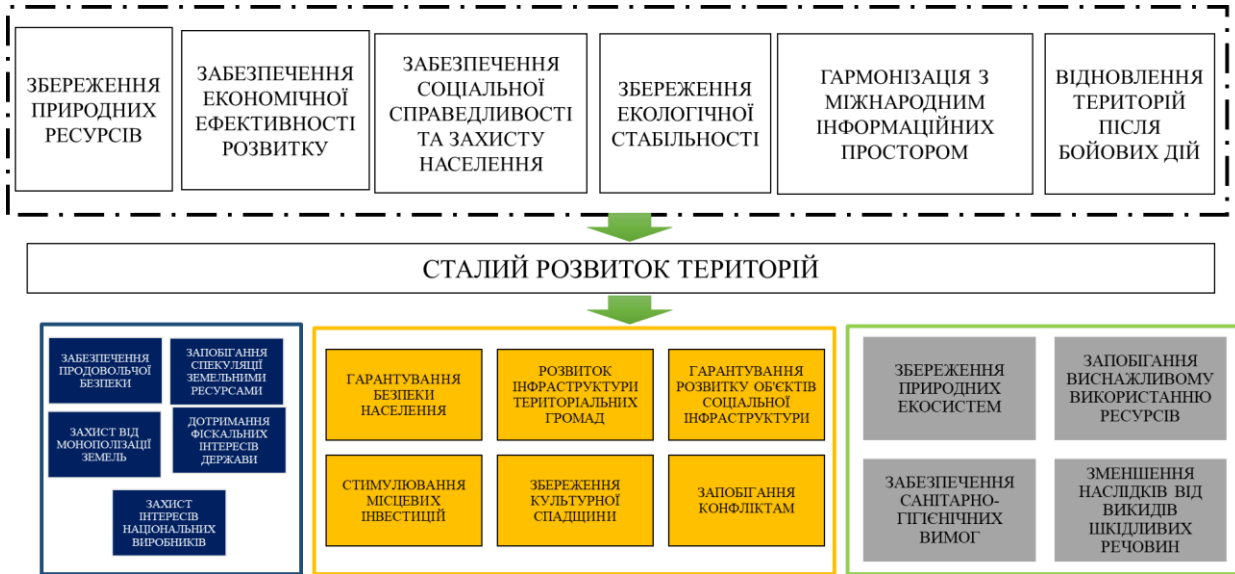 ЗБЕРЕЖЕННЯ
ПРИРОДНИХ
РЕСУРСІВ
ЗАБЕЗПЕЧЕННЯ
ЕКОНОМІЧНОЇ
ЕФЕКТИВНОСТІ
РОЗВИТКУ
ЗАБЕЗПЕЧЕННЯ
СОЦІАЛЬНОЇ
СПРАВЕДЛИВОСТІ
ТА ЗАХИСТУ
НАСЕЛЕННЯ
ЗБЕРЕЖЕННЯ
ЕКОЛОГІЧНОЇ
СТАБІЛЬНОСТІ
ГАРМОНІЗАЦІЯ З
МІЖНАРОДНИМ
ІНФОРМАЦІЙНИХ
ПРОСТОРОМ
ВІДНОВЛЕННЯ
ТЕРИТОРІЙ
ПІСЛЯ
БОЙОВИХ ДІЙ
СТАЛИЙ РОЗВИТОК ТЕРИТОРІЙ
ЗАБЕЗПЕЧЕННЯ
ПРОДОВОЛЬЧОЇ
БЕЗПЕКИ
ЗАПОБІГАННЯ
СПЕКУЛЯЦІЇ
ЗЕМЕЛЬНИМИ
РЕСУРСАМИ
ЗАХИСТ ВІД
МОНОПОЛІЗАЦІЇ
ЗЕМЕЛЬ
ДОТРИМАННЯ
ФІСКАЛЬНИХ
ІНТЕРЕСІВ
ДЕРЖАВИ
ЗАХИСТ
ІНТЕРЕСІВ
НАЦІОНАЛЬНИХ
ВИРОБНИКІВ
ГАРАНТУВАННЯ
БЕЗПЕКИ
НАСЕЛЕННЯ
РОЗВИТОК
ІНФРАСТРУКТУРИ
ТЕРИТОРІАЛЬНИХ
ГРОМАД
ГАРАНТУВАННЯ
РОЗВИТКУ ОБ'ЄКТІВ
СОЦІАЛЬНОЇ
ІНФРАСТРУКТУРИ
СТИМУЛЮВАННЯ
МІСЦЕВИХ
ІНВЕСТИЦІЙ
ЗБЕРЕЖЕННЯ
КУЛЬТУРНОЇ
СПАДЩИНИ
ЗАПОБІГАННЯ
КОНФЛІКТАМ
ЗБЕРЕЖЕННЯ
ПРИРОДНИХ
ЕКОСИСТЕМ
ЗАПОБІГАННЯ
ВИСНАЖЛИВОМУ
ВИКОРИСТАННЮ
РЕСУРСІВ
ЗАБЕЗПЕЧЕННЯ
САНІТАРНО-
ГІГІЄНІЧНИХ
ВИМОГ
ЗМЕНШЕННЯ
НАСЛІДКІВ ВІД
ВИКИДІВ
ШКІДЛИВИХ
РЕЧОВИН